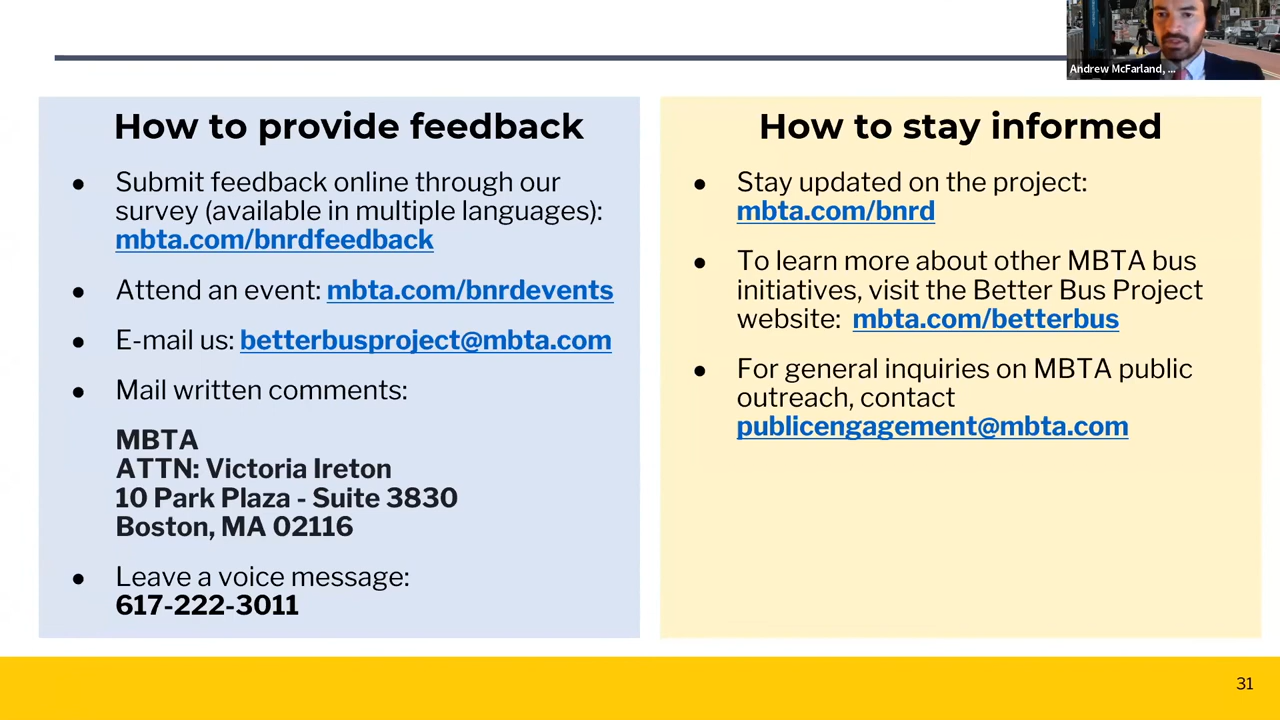 Andrew McFarland, ...
How to provide feedback
● Submit feedback online through our
survey (available in multiple languages):
mbta.com/bnrdfeedback
● Attend an event: mbta.com/bnrdevents
● E-mail us: betterbusproject@mbta.com
● Mail written comments:
MBTA
ATTN: Victoria Ireton
10 Park Plaza - Suite 3830
Boston, MA 02116
● Leave a voice message:
617-222-3011
How to stay informed
● Stay updated on the project:
mbta.com/bnrd
● To learn more about other MBTA bus
initiatives, visit the Better Bus Project
website: mbta.com/betterbus
● For general inquiries on MBTA public
outreach, contact
publicengagement@mbta.com
31